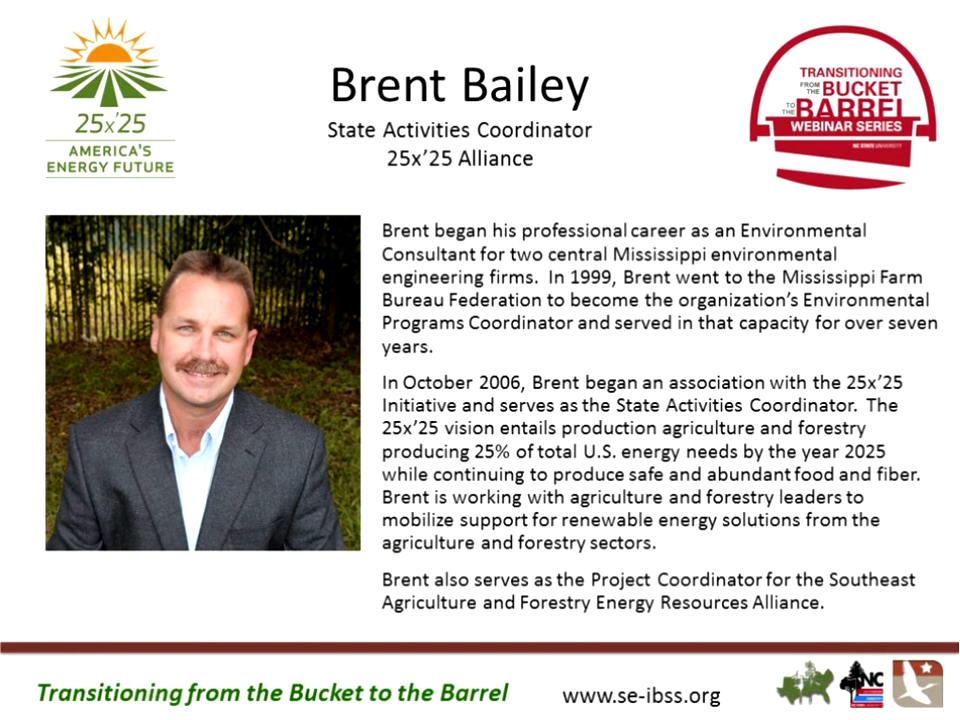 Brent Bailey
State Activities Coordinator
25x'25 Alliance
25x'25
AMERICA'S
ENERGY FUTURE
TRANSITIONING
FROM THE BUCKET
TO THE BARREL
WEBINAR SERIES
NC STATE UNIVERSITY
Brent began his professional career as an Environmental
Consultant for two central Mississippi environmental
engineering firms.  In 1999, Brent went to the Mississippi Farm
Bureau Federation to become the organization's Environmental
Programs Coordinator and served in that capacity for over seven
years.
In October 2006, Brent began an association with the 25x'25
Initiative and serves as the State Activities Coordinator.  The
25x'25 vision entails production agriculture and forestry
producing 25% of total U.S. energy needs by the year 2025
while continuing to produce safe and abundant food and fiber.
Brent is working with agriculture and forestry leaders to
mobilize support for renewable energy solutions from the
agriculture and forestry sectors.
Brent also serves as the Project Coordinator for the Southeast
Agriculture and Forestry Energy Resources Alliance.
Transitioning from the Bucket to the Barrel
www.se-ibss.org
NC